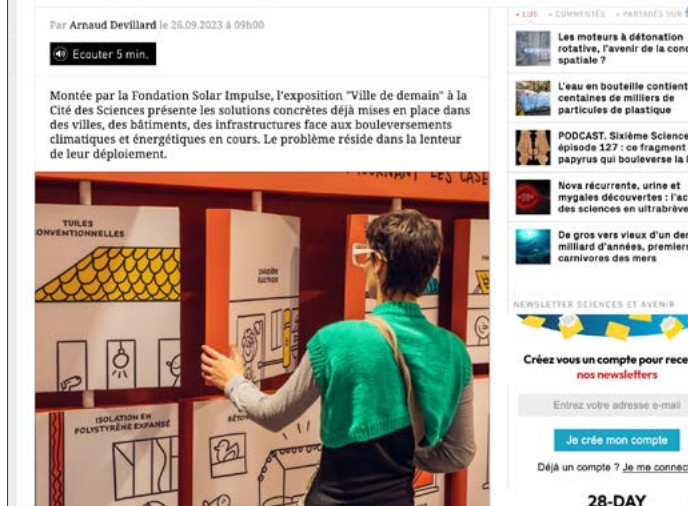 Par Arnaud Devillard le 26.09.2023 à 09h00
Ecouter 5 min.
Montée par la Fondation Solar Impulse, l'exposition "Ville de demain" à la
Cité des Sciences présente les solutions concrètes déjà mises en place dans
des villes, des bâtiments, des infrastructures face aux bouleversements
climatiques et énergétiques en cours. Le problème réside dans la lenteur
de leur déploiement.
LES CASE
TUILES
CONVENTIONNELLES
ISOLATION EN
POLYSTYRÈNE EXPANSÉ
+ LUS + COMMENTÉS + PARTAGÉS SUR
Les moteurs à détonation
rotative, l'avenir de la
spatiale ?
L'eau en bouteille contient
centaines de milliers de
particules de plastique
PODCAST. Sixième Science
épisode 127 : ce fragment
papyrus qui bouleverse la
Nova récurrente, urine et
mygales découvertes :
des sciences en
De gros vers vieux d'un
milliard d'années,
carnivores des mers
NEWSLETTER SCIENCES ET AVENIR
Créez vous un compte pour
nos newsletters
Entrez votre adresse e-mail
Je crée mon compte
Déjà un compte ? Je me
28-DAY